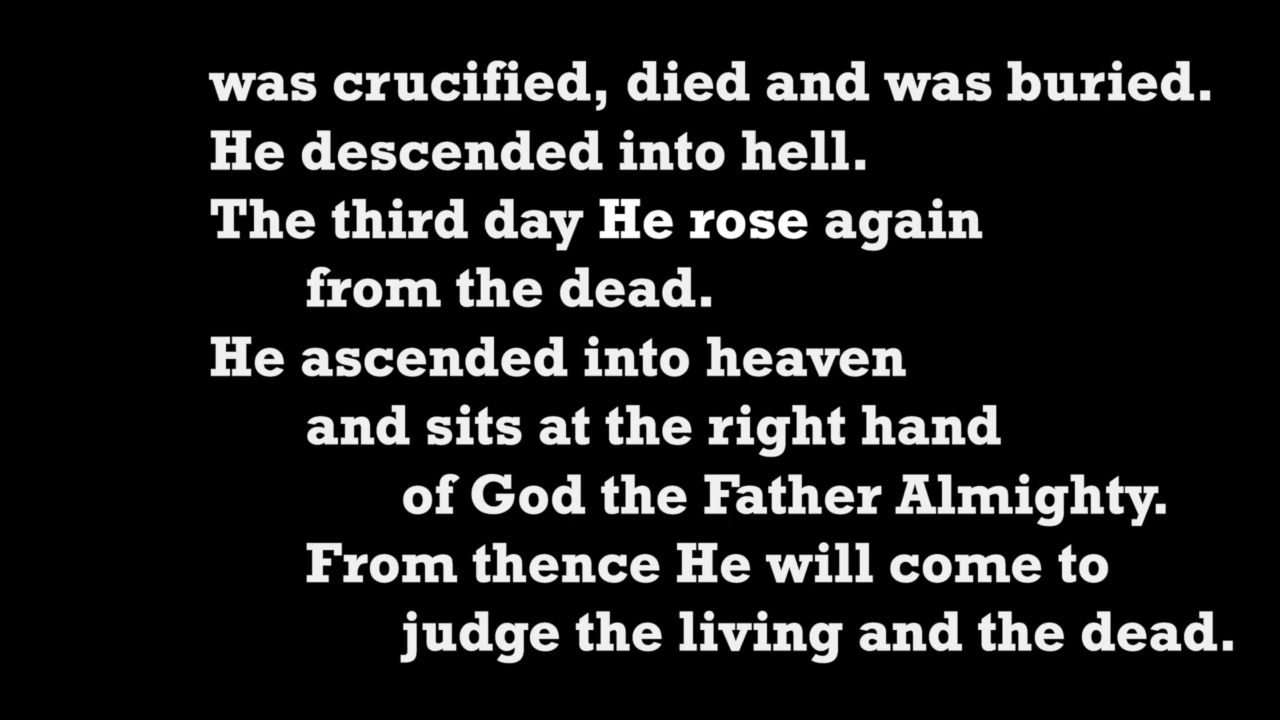 was crucified, died and was buried.
He descended into hell.
The third day He rose again
from the dead.
He ascended into heaven
and sits at the right hand
of God the Father Almighty.
From thence He will come to
judge the living and the dead.